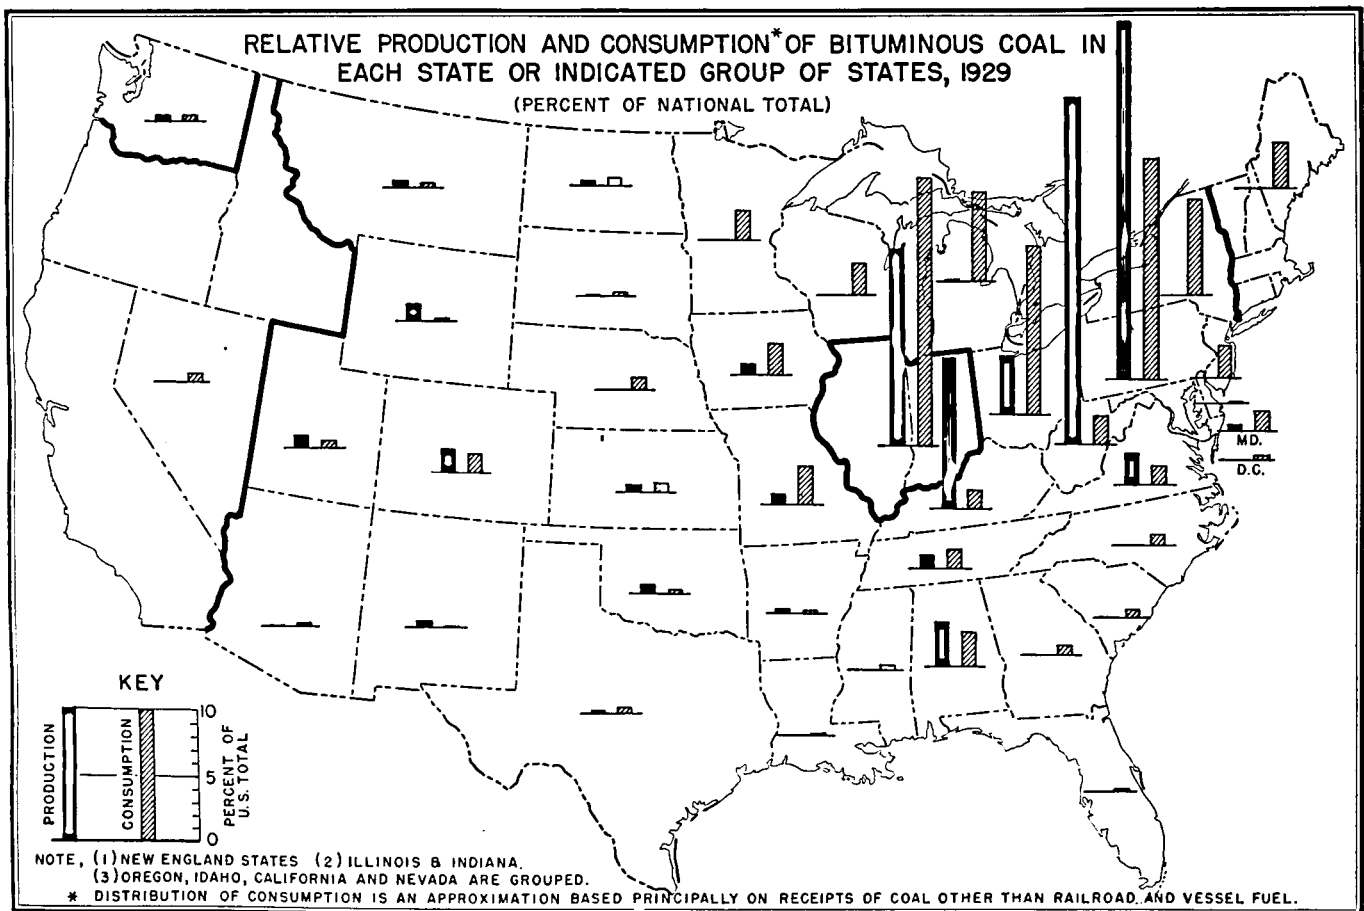 RELATIVE PRODUCTION AND CONSUMPTION* OF BITUMINOUS COAL IN
EACH STATE OR INDICATED GROUP OF STATES, 1929
(PERCENT OF NATIONAL TOTAL)
MD.
D.C.
KEY
PRODUCTION
CONSUMPTION
10
5
0
PERCENT OF
U.S. TOTAL
NOTE, (1) NEW ENGLAND STATES (2) ILLINOIS & INDIANA.
(3) OREGON, IDAHO, CALIFORNIA AND NEVADA ARE GROUPED.
* DISTRIBUTION OF CONSUMPTION IS AN APPROXIMATION BASED PRINCIPALLY ON RECEIPTS OF COAL OTHER THAN RAILROAD AND VESSEL FUEL.